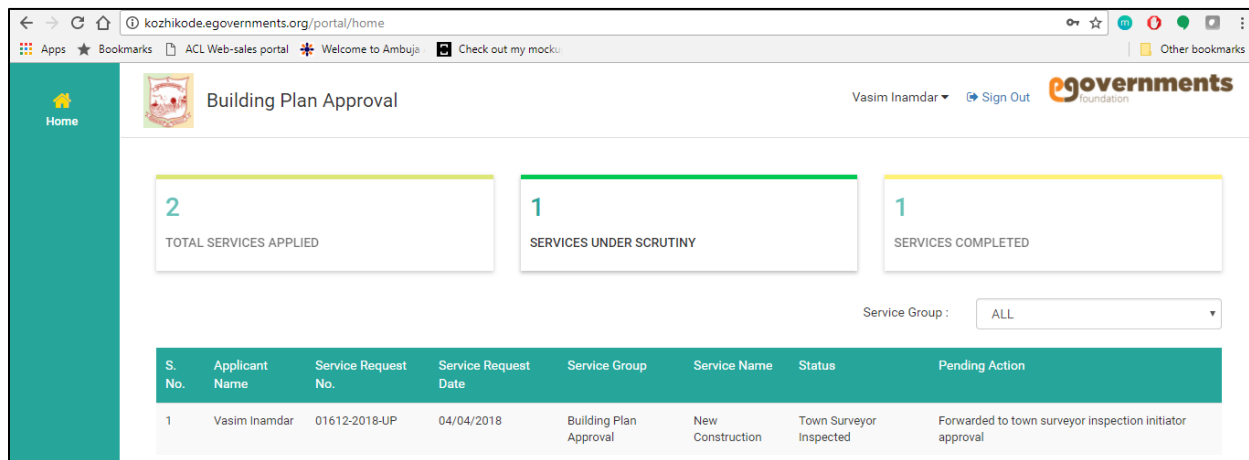 kozhikode.egovernments.org/portal/home
Apps Bookmarks ACL Web-sales portal Welcome to Ambuja Check out my mocku Other bookmarks
Home
Building Plan Approval
Vasim Inamdar Sign Out
egovernments
foundation
2
TOTAL SERVICES APPLIED
1
SERVICES UNDER SCRUTINY
1
SERVICES COMPLETED
Service Group : ALL
S. No. Applicant Name Service Request No. Service Request Date Service Group Service Name Status Pending Action
1 Vasim Inamdar 01612-2018-UP 04/04/2018 Building Plan Approval New Construction Town Surveyor Inspected Forwarded to town surveyor inspection initiator approval